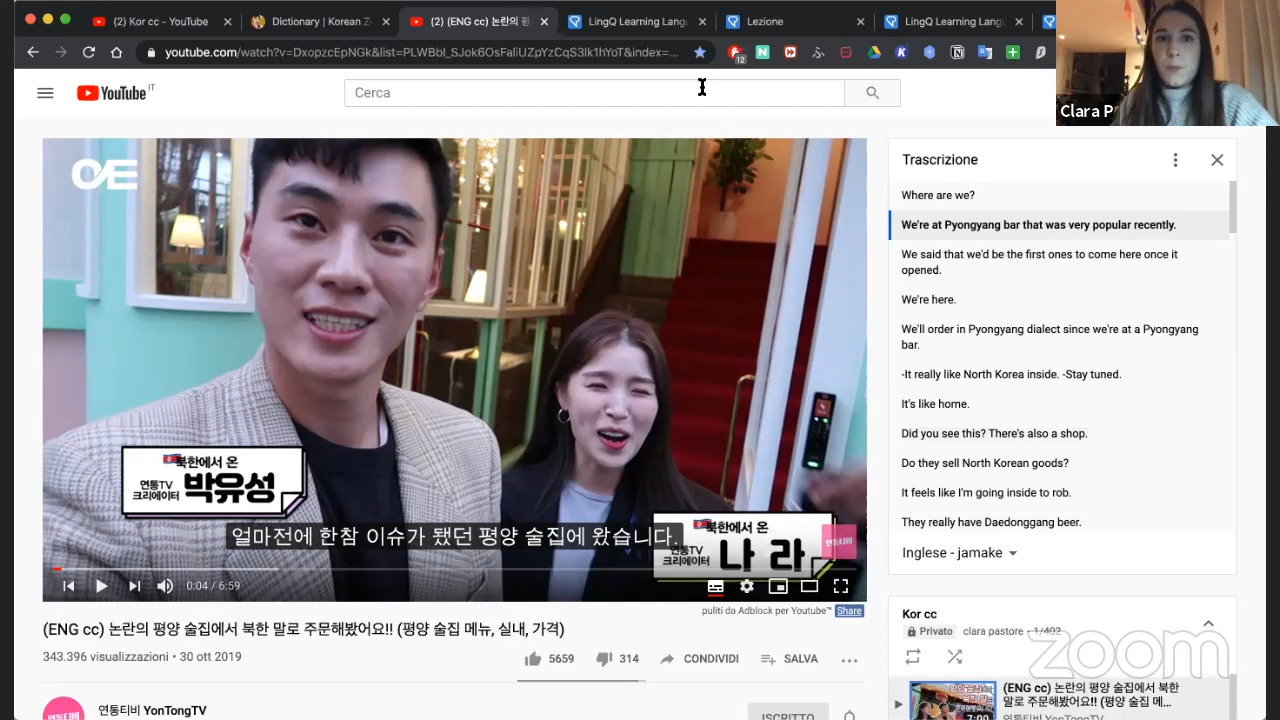 (2) Kor cc - YouTube
Dictionary | Korean
(2) (ENG cc) 논란의
LingQ Learning Lang
Lezione
LingQ Learning Lang
youtube.com/watch?v=DxopzcEpNGk&list=PLWBbI_SJok6OsFaliUZpYzCqS3lk1hYoT&index=...
12
YouTube IT
Cerca
Clara P
OE
북한에서 온
연통TV
크리에이터
박유성
북한에서 온
연통TV
크리에이터
나 라
연통티비
얼마전에 한참 이슈가 됐던 평양 술집에 왔습니다.
0:04 / 6:59
puliti da Adblock per Youtube™ Share
(ENG cc) 논란의 평양 술집에서 북한 말로 주문해봤어요!! (평양 술집 메뉴, 실내, 가격)
343.396 visualizzazioni • 30 ott 2019
5659
314
CONDIVIDI
SALVA
연통티비 YonTongTV
ISCRITTO
Trascrizione
Where are we?
We're at Pyongyang bar that was very popular recently.
We said that we'd be the first ones to come here once it
opened.
We're here.
We'll order in Pyongyang dialect since we're at a Pyongyang
bar.
-It really like North Korea inside. -Stay tuned.
It's like home.
Did you see this? There's also a shop.
Do they sell North Korean goods?
It feels like I'm going inside to rob.
They really have Daedonggang beer.
Inglese - jamake
Kor cc
Privato clara pastore - 1/402
zoom
(ENG cc) 논란의 평양 술집에서 북한
말로 주문해봤어요!! (평양 술집 메...
연통티비 YonTongTV
7:00